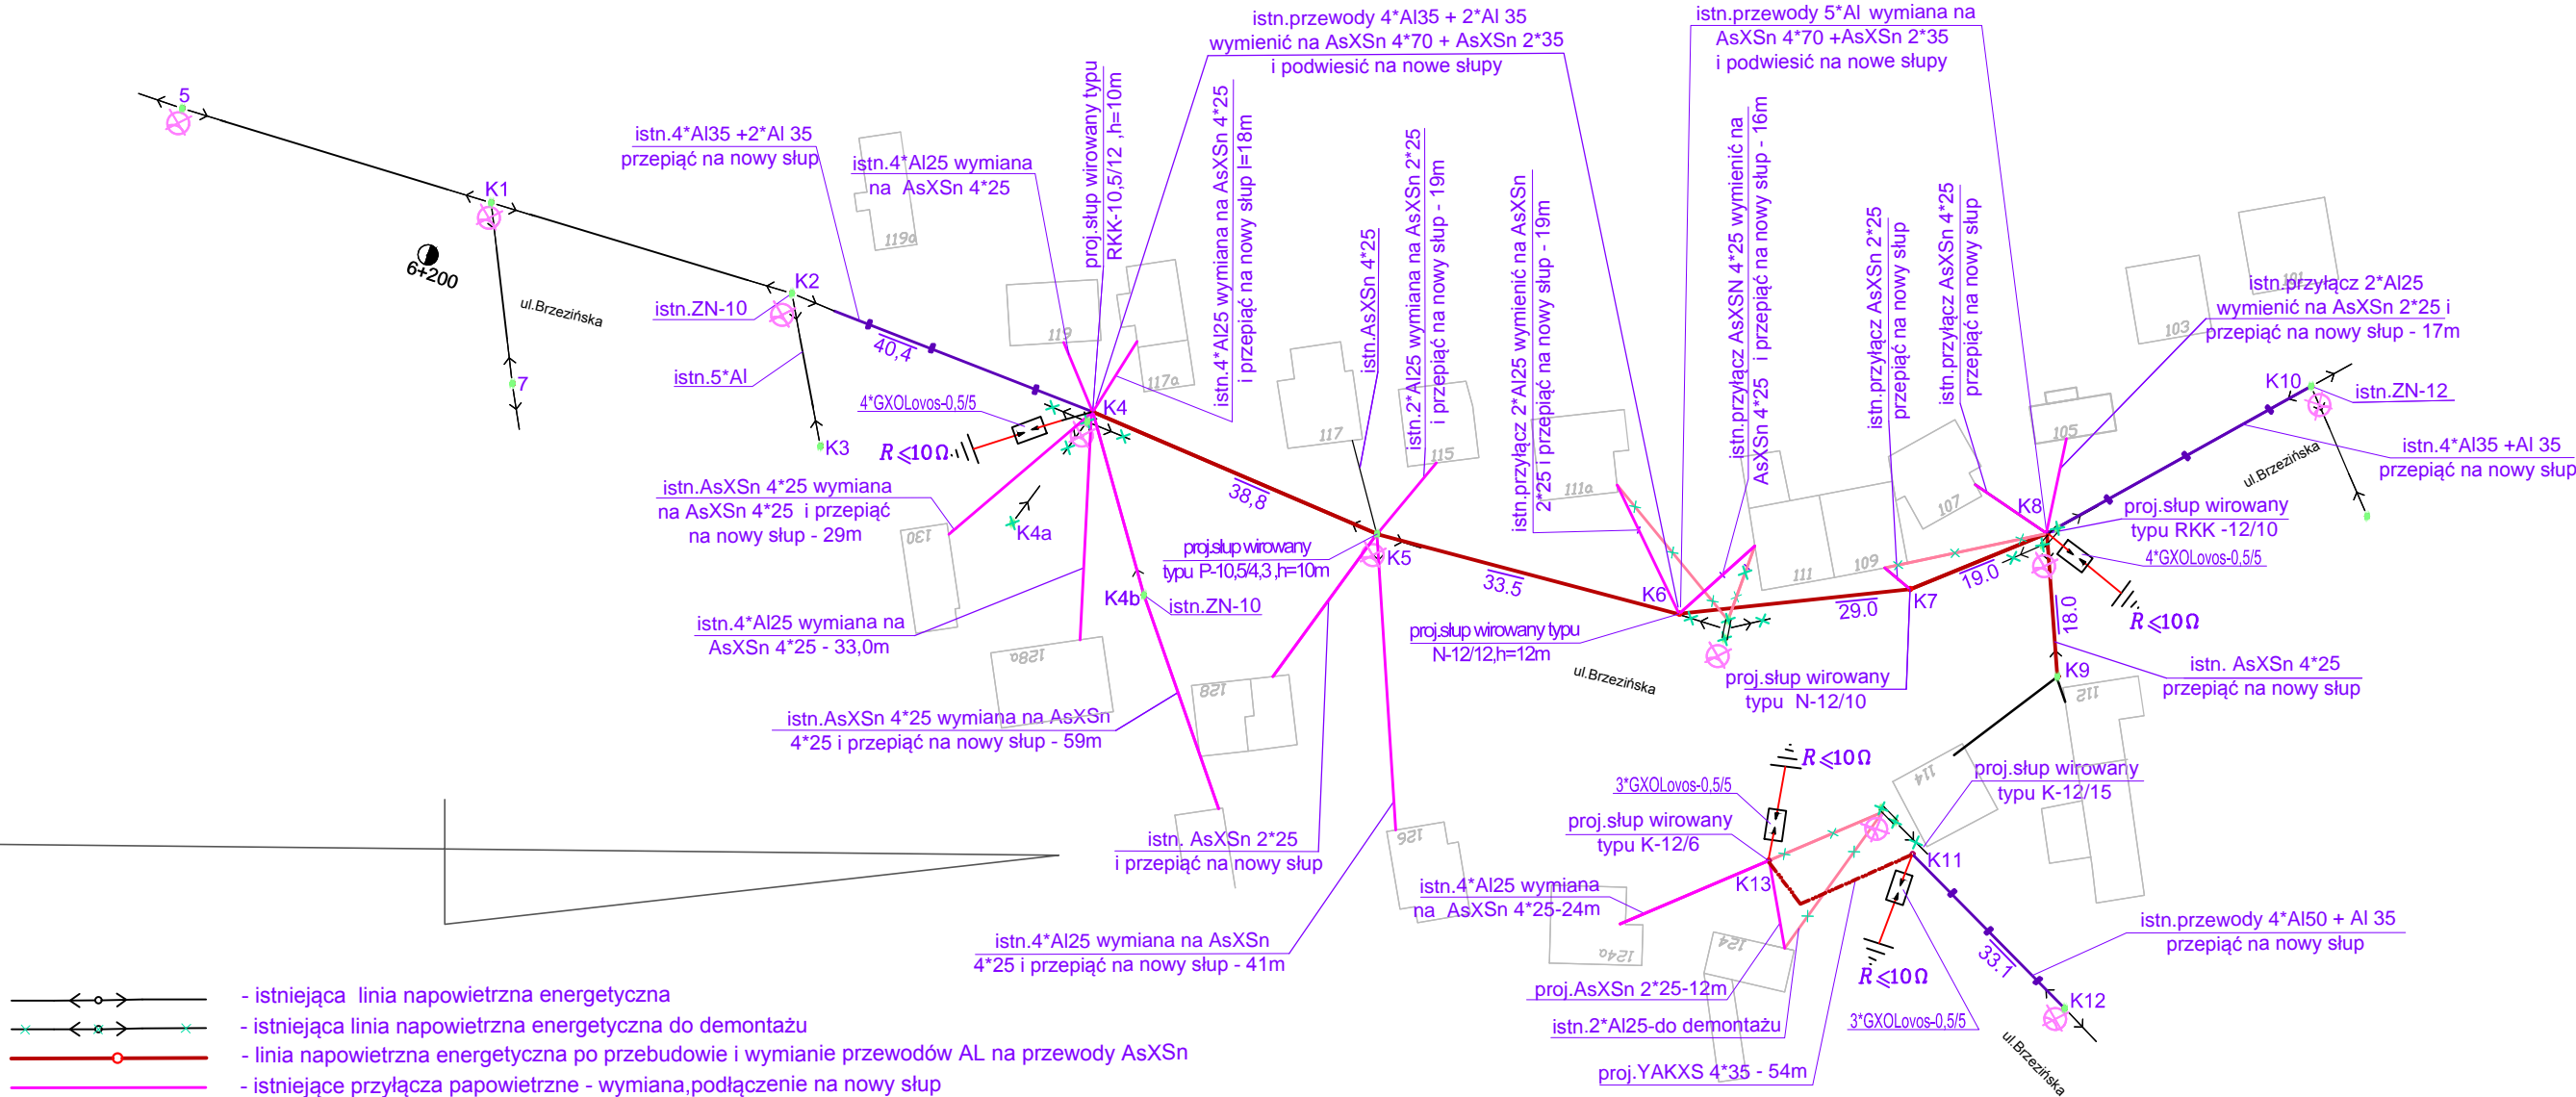 istn.przewody 4*Al35 + 2*Al 35
wymienić na AsXSn 4*70 + AsXSn 2*35
i podwiesić na nowe słupy
istn.przewody 5*Al wymiana na
AsXSn 4*70 +AsXSn 2*35
i podwiesić na nowe słupy
5
K1
6+200
7
ul.Brzezińska
K2
istn.ZN-10
istn.5*Al
K3
istn.4*Al35 +2*Al 35
przepiąć na nowy słup
40,4
istn.4*Al25 wymiana
na AsXSn 4*25
119a
119
117a
proj.słup wirowany typu
RKK-10,5/12 ,h=10m
istn.4*Al25 wymiana na AsXSn 4*25
i przepiąć na nowy słup l=18m
K4
4*GXOLovos-0,5/5
R ≤10Ω
istn.AsXSn 4*25 wymiana
na AsXSn 4*25 i przepiąć
na nowy słup - 29m
K4a
130
istn.4*Al25 wymiana na
AsXSn 4*25 - 33,0m
128a
K4b
istn.ZN-10
istn.AsXSn 4*25 wymiana na AsXSn
4*25 i przepiąć na nowy słup - 59m
128
38,8
istn.AsXSn 4*25
117
istn.2*Al25 wymiana na AsXSn 2*25
i przepiąć na nowy słup - 19m
115
proj.słup wirowany
typu P-10,5/4,3 ,h=10m
K5
istn. AsXSn 2*25
i przepiąć na nowy słup
126
istn.4*Al25 wymiana na AsXSn
4*25 i przepiąć na nowy słup - 41m
33.5
istn.przyłącz 2*Al25 wymienić na AsXSn
2*25 i przepiąć na nowy słup - 19m
111a
istn.przyłącz AsXSN 4*25 wymienić na
AsXSn 4*25 i przepiąć na nowy słup - 16m
K6
proj.słup wirowany typu
N-12/12,h=12m
ul.Brzezińska
111
109
29.0
istn.przyłącz AsXSn 2*25
przepiąć na nowy słup
107
K7
proj.słup wirowany
typu N-12/10
19.0
istn.przyłącz AsXSn 4*25
przepiąć na nowy słup
101
103
istn.przyłącz 2*Al25
wymienić na AsXSn 2*25 i
przepiąć na nowy słup - 17m
105
K8
K10
istn.ZN-12
istn.4*Al35 +Al 35
przepiąć na nowy słup
ul.Brzezińska
proj.słup wirowany
typu RKK -12/10
4*GXOLovos-0,5/5
R ≤10Ω
18.0
K9
istn. AsXSn 4*25
przepiąć na nowy słup
112
114
proj.słup wirowany
typu K-12/15
R ≤10Ω
3*GXOLovos-0,5/5
proj.słup wirowany
typu K-12/6
K11
K13
istn.4*Al25 wymiana
na AsXSn 4*25-24m
124a
124
R ≤10Ω
33.1
istn.przewody 4*Al50 + Al 35
przepiąć na nowy słup
K12
proj.AsXSn 2*25-12m
istn.2*Al25-do demontażu
3*GXOLovos-0,5/5
proj.YAKXS 4*35 - 54m
ul.Brzezińska
- istniejąca linia napowietrzna energetyczna
- istniejąca linia napowietrzna energetyczna do demontażu
- linia napowietrzna energetyczna po przebudowie i wymianie przewodów AL na przewody AsXSn
- istniejące przyłącza papowietrzne - wymiana,podłączenie na nowy słup